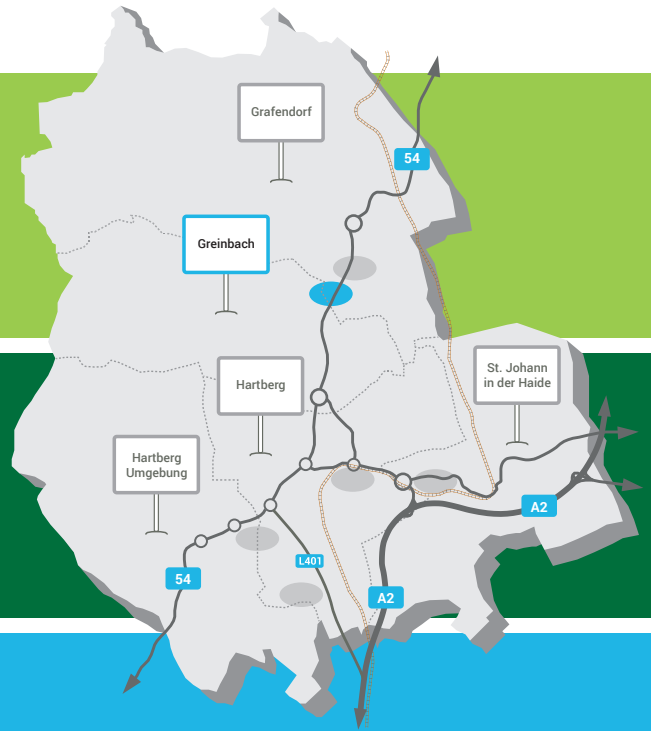 Grafendorf
54
Greinbach
St. Johann
in der Haide
Hartberg
Hartberg
Umgebung
A2
L401
54
A2